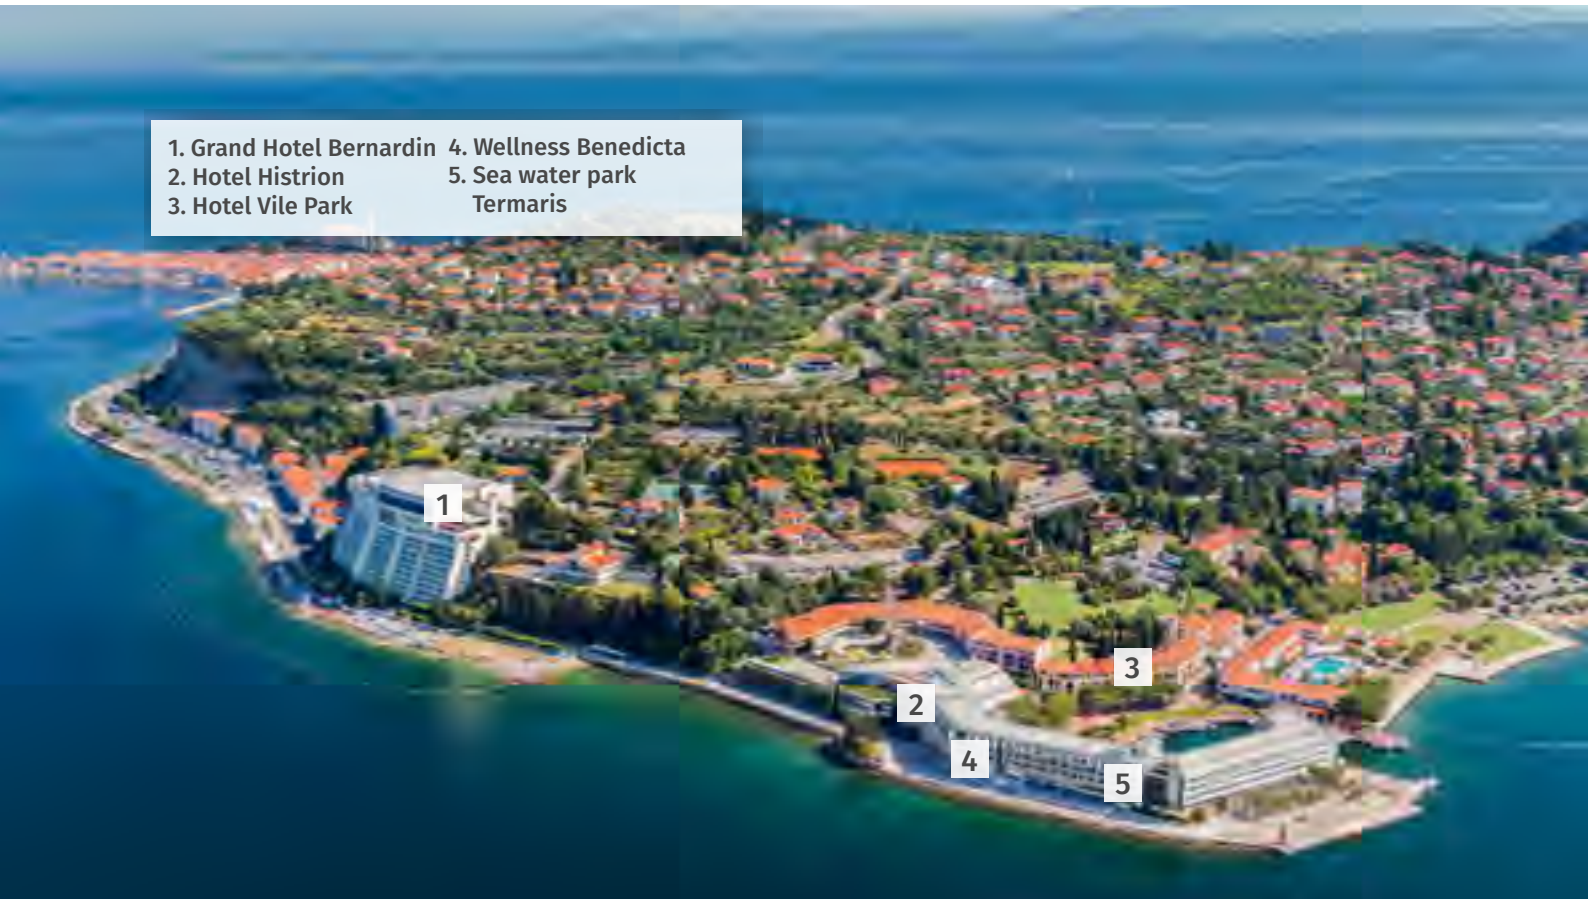 1. Grand Hotel Bernardin
2. Hotel Histrion
3. Hotel Vile Park
4. Wellness Benedicta
5. Sea water park
Termaris
1
2
3
4
5